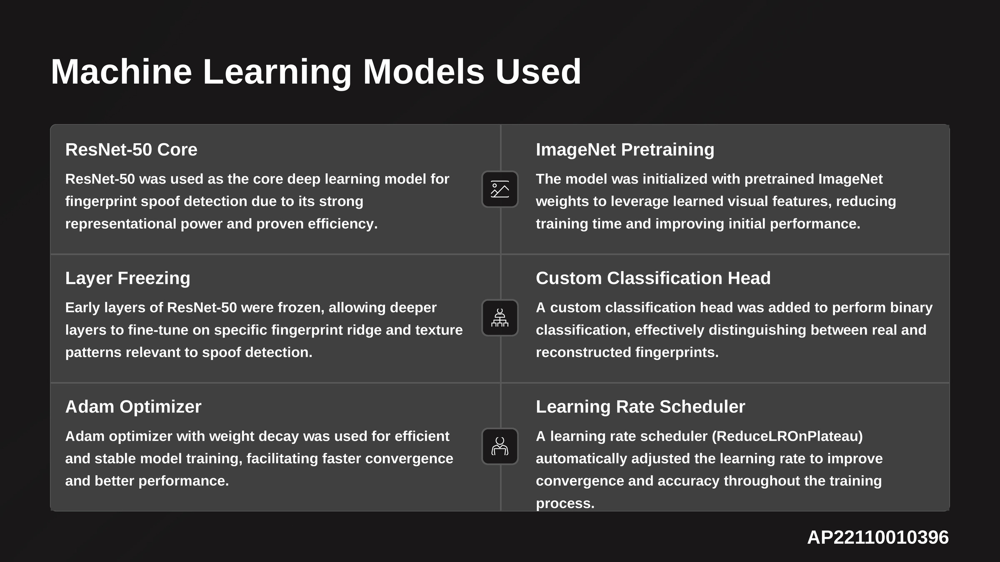 Machine Learning Models Used
ResNet-50 Core
ResNet-50 was used as the core deep learning model for
fingerprint spoof detection due to its strong
representational power and proven efficiency.
ImageNet Pretraining
The model was initialized with pretrained ImageNet
weights to leverage learned visual features, reducing
training time and improving initial performance.
Layer Freezing
Early layers of ResNet-50 were frozen, allowing deeper
layers to fine-tune on specific fingerprint ridge and texture
patterns relevant to spoof detection.
Custom Classification Head
A custom classification head was added to perform binary
classification, effectively distinguishing between real and
reconstructed fingerprints.
Adam Optimizer
Adam optimizer with weight decay was used for efficient
and stable model training, facilitating faster convergence
and better performance.
Learning Rate Scheduler
A learning rate scheduler (ReduceLROnPlateau)
automatically adjusted the learning rate to improve
convergence and accuracy throughout the training
process.
AP22110010396